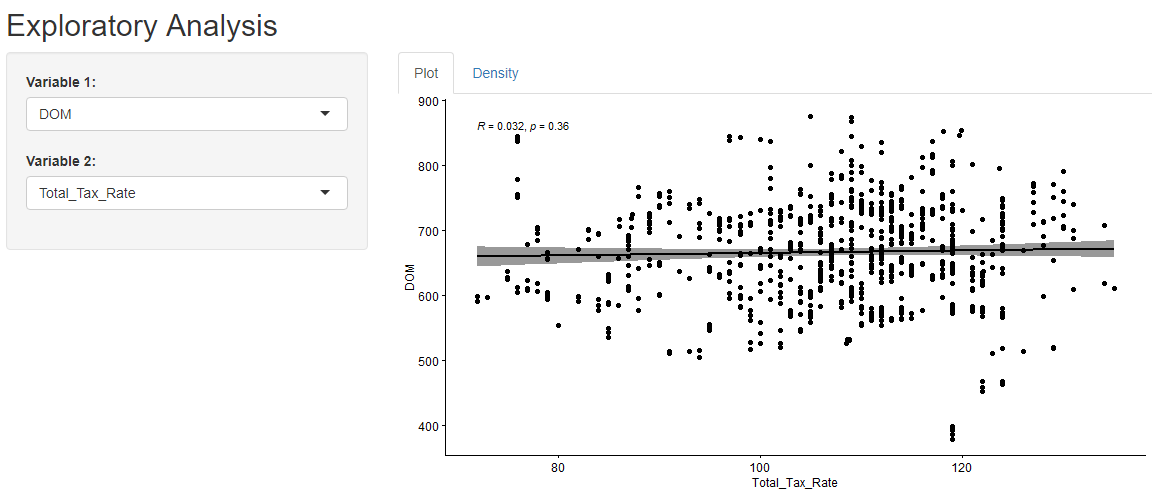 Exploratory Analysis
Variable 1:
DOM
Variable 2:
Total_Tax_Rate
Plot
Density
R = 0.032, p = 0.36
900
800
700
600
500
400
DOM
80
100
120
Total_Tax_Rate